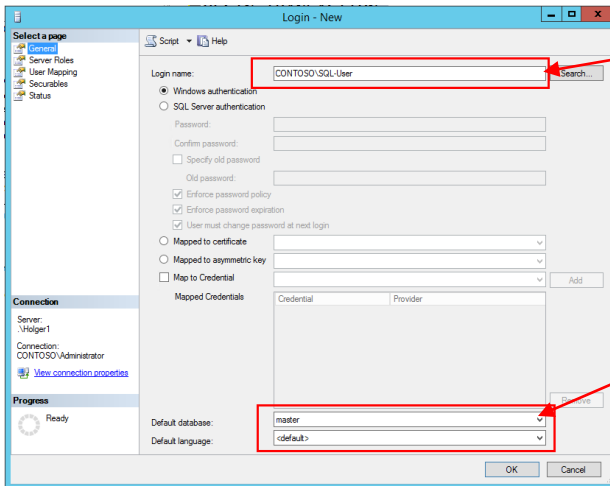 Login - New
Select a page
General
Server Roles
User Mapping
Securables
Status
Script Help
Login name: CONTOSO\SQL-User Search...
Windows authentication
SQL Server authentication
Password:
Confirm password:
Specify old password
Old password:
Enforce password policy
Enforce password expiration
User must change password at next login
Mapped to certificate
Mapped to asymmetric key
Map to Credential Add
Mapped Credentials Credential Provider
Remove
Connection
Server:
.\Holger1
Connection:
CONTOSO\Administrator
View connection properties
Progress
Ready
Default database: master
Default language: <default>
OK Cancel